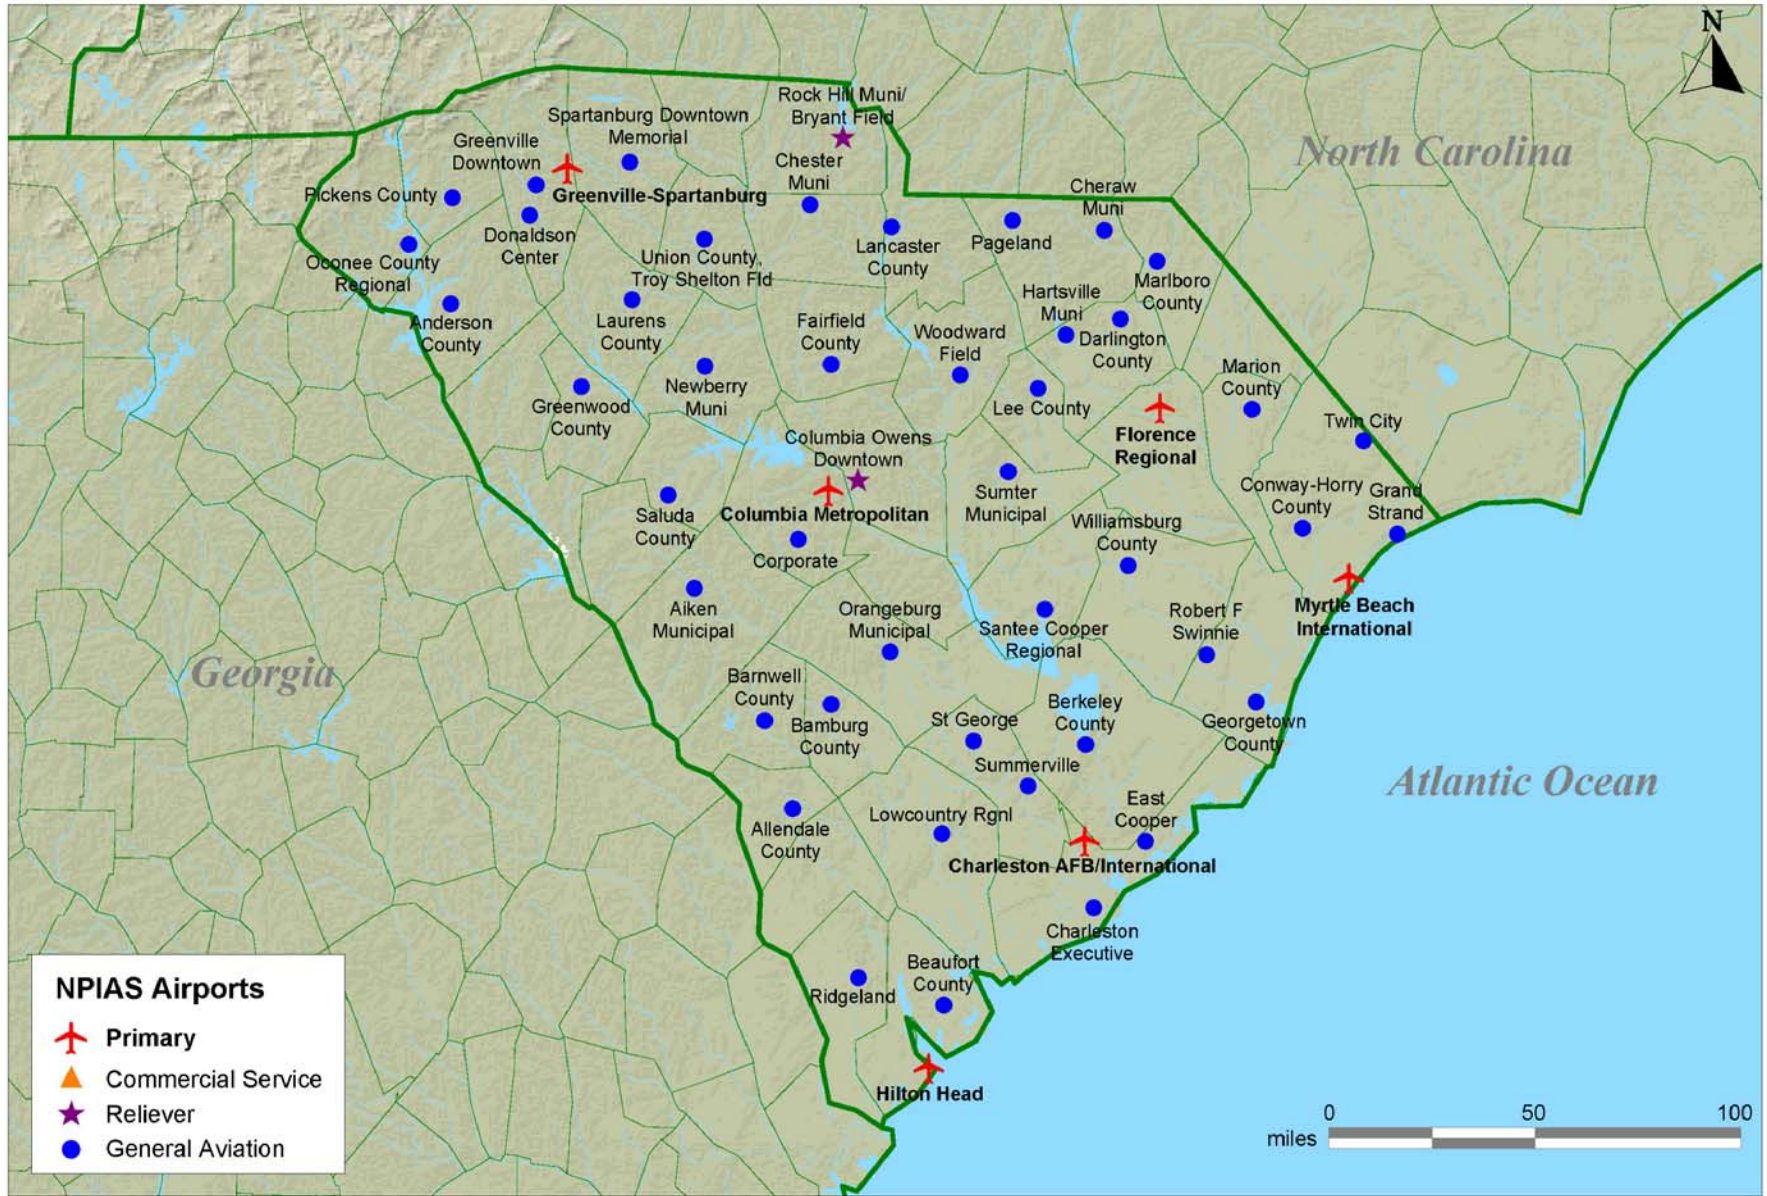 N
North Carolina
Rock Hill Muni/
Bryant Field
Spartanburg Downtown
Memorial
Greenville
Downtown
Chester
Muni
Pickens County
Greenville-Spartanburg
Cheraw
Muni
Donaldson
Center
Lancaster
County
Pageland
Oconee County
Regional
Union County,
Troy Shelton Fld
Marlboro
County
Hartsville
Muni
Anderson
County
Laurens
County
Fairfield
County
Woodward
Field
Darlington
County
Marion
County
Newberry
Muni
Greenwood
County
Lee County
Twin City
Florence
Regional
Columbia Owens
Downtown
Saluda
County
Columbia Metropolitan
Sumter
Municipal
Conway-Horry
County
Grand
Strand
Williamsburg
County
Corporate
Aiken
Municipal
Orangeburg
Municipal
Santee Cooper
Regional
Robert F
Swinnie
Myrtle Beach
International
Georgia
Barnwell
County
Bamburg
County
St George
Berkeley
County
Georgetown
County
Summerville
Atlantic Ocean
Allendale
County
Lowcountry Rgnl
East
Cooper
Charleston AFB/International
Charleston
Executive
Beaufort
County
Ridgeland
Hilton Head
NPIAS Airports
Primary
Commercial Service
Reliever
General Aviation
0 50 100
miles